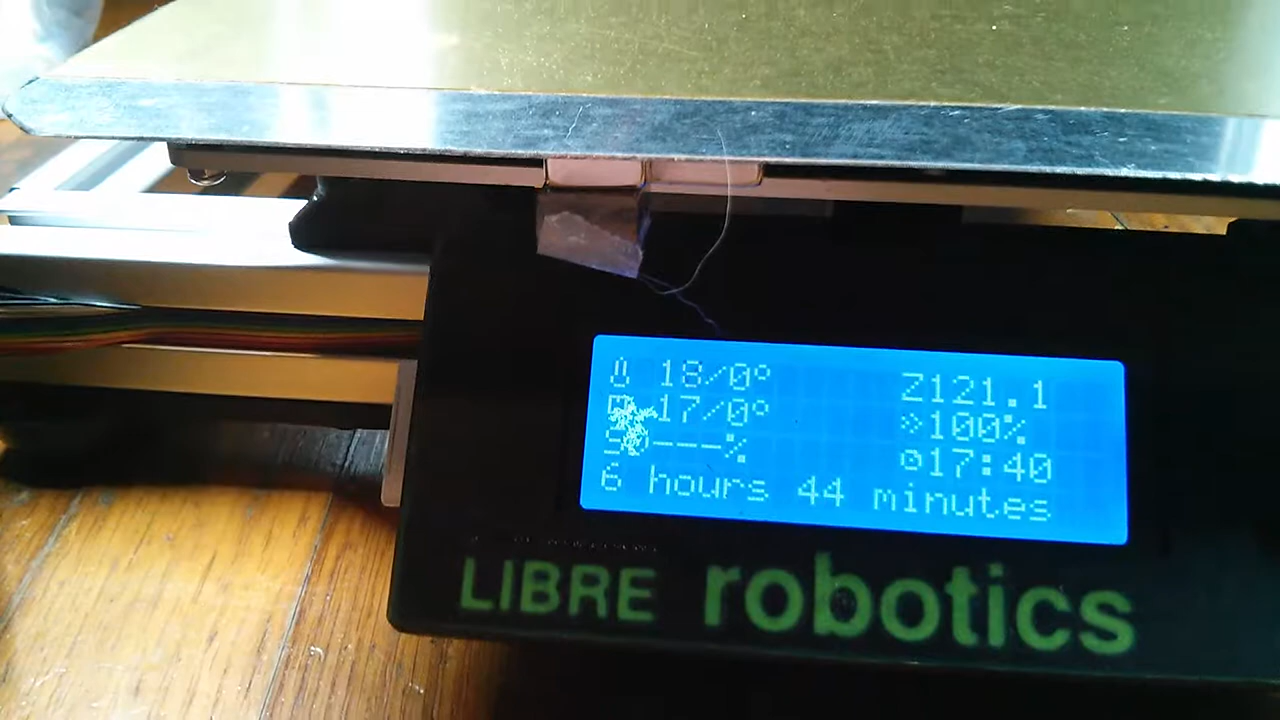 18/0° Z121.1
17/0° 100%
---% 17:40
6 hours 44 minutes
LIBRE robotics